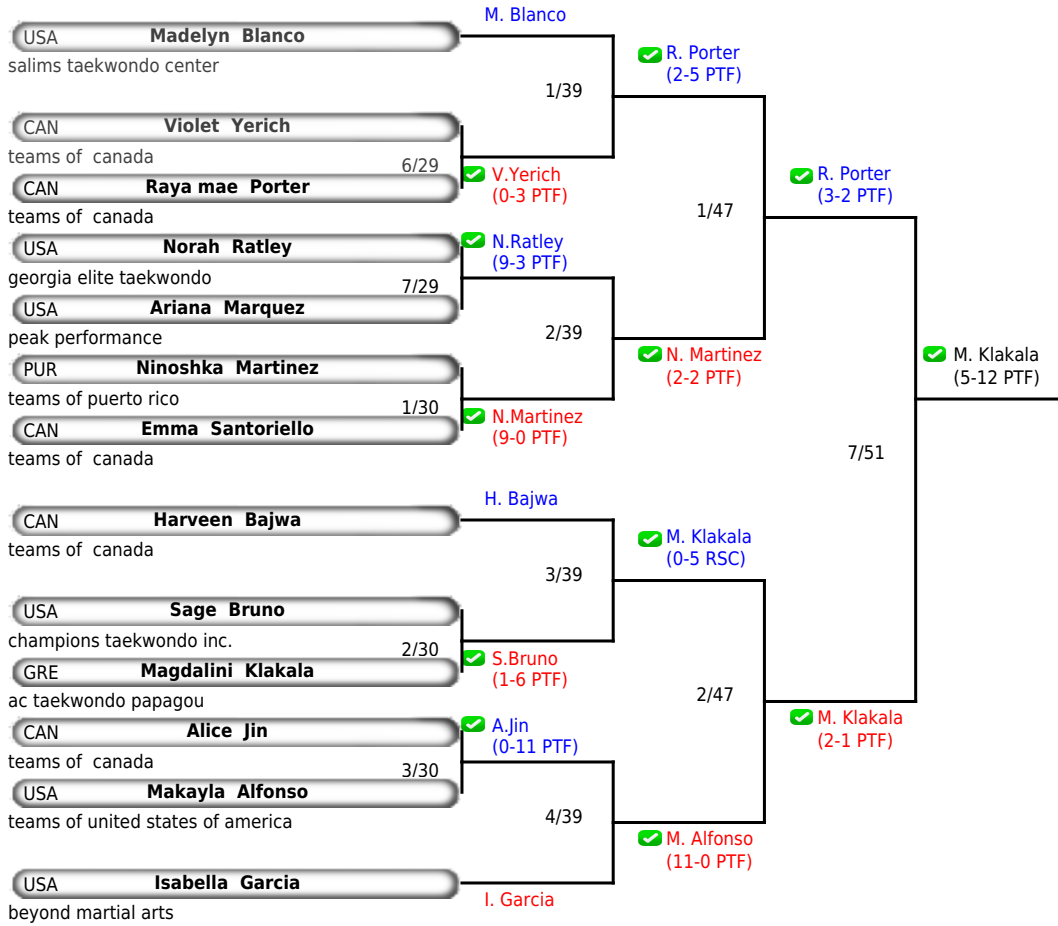 M. Blanco
USA Madelyn Blanco
salims taekwondo center
R. Porter
(2-5 PTF)
1/39
CAN Violet Yerich
teams of canada
6/29
V.Yerich
(0-3 PTF)
CAN Raya mae Porter
teams of canada
R. Porter
(3-2 PTF)
1/47
USA Norah Ratley
georgia elite taekwondo
7/29
N.Ratley
(9-3 PTF)
USA Ariana Marquez
peak performance
2/39
N. Martinez
(2-2 PTF)
M. Klakala
(5-12 PTF)
PUR Ninoshka Martinez
teams of puerto rico
1/30
N.Martinez
(9-0 PTF)
CAN Emma Santoriello
teams of canada
7/51
H. Bajwa
CAN Harveen Bajwa
teams of canada
M. Klakala
(0-5 RSC)
3/39
USA Sage Bruno
champions taekwondo inc.
2/30
S.Bruno
(1-6 PTF)
GRE Magdalini Klakala
ac taekwondo papagou
2/47
M. Klakala
(2-1 PTF)
CAN Alice Jin
teams of canada
3/30
A.Jin
(0-11 PTF)
USA Makayla Alfonso
teams of united states of america
4/39
M. Alfonso
(11-0 PTF)
USA Isabella Garcia
beyond martial arts
I. Garcia